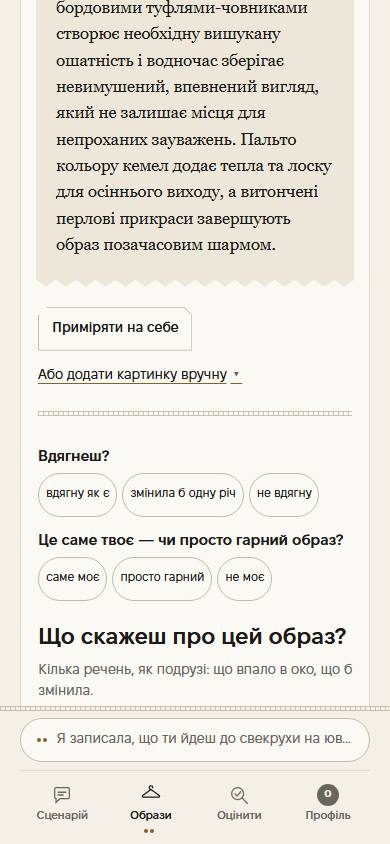 бордовими туфлями-човниками
створює необхідну вишукану
ошатність і водночас зберігає
невимушений, впевнений вигляд,
який не залишає місця для
непроханих зауважень. Пальто
кольору кемел додає тепла та лоску
для осіннього виходу, а витончені
перлові прикраси завершують
образ позачасовим шармом.
Приміряти на себе
Або додати картинку вручну
Вдягнеш?
вдягну як є
змінила б одну річ
не вдягну
Це саме твоє — чи просто гарний образ?
саме моє
просто гарний
не моє
Що скажеш про цей образ?
Кілька речень, як подрузі: що впало в око, що б
змінила.
Я записала, що ти йдеш до свекрухи на юв...
Сценарій
Образи
Оцінити
0
Профіль